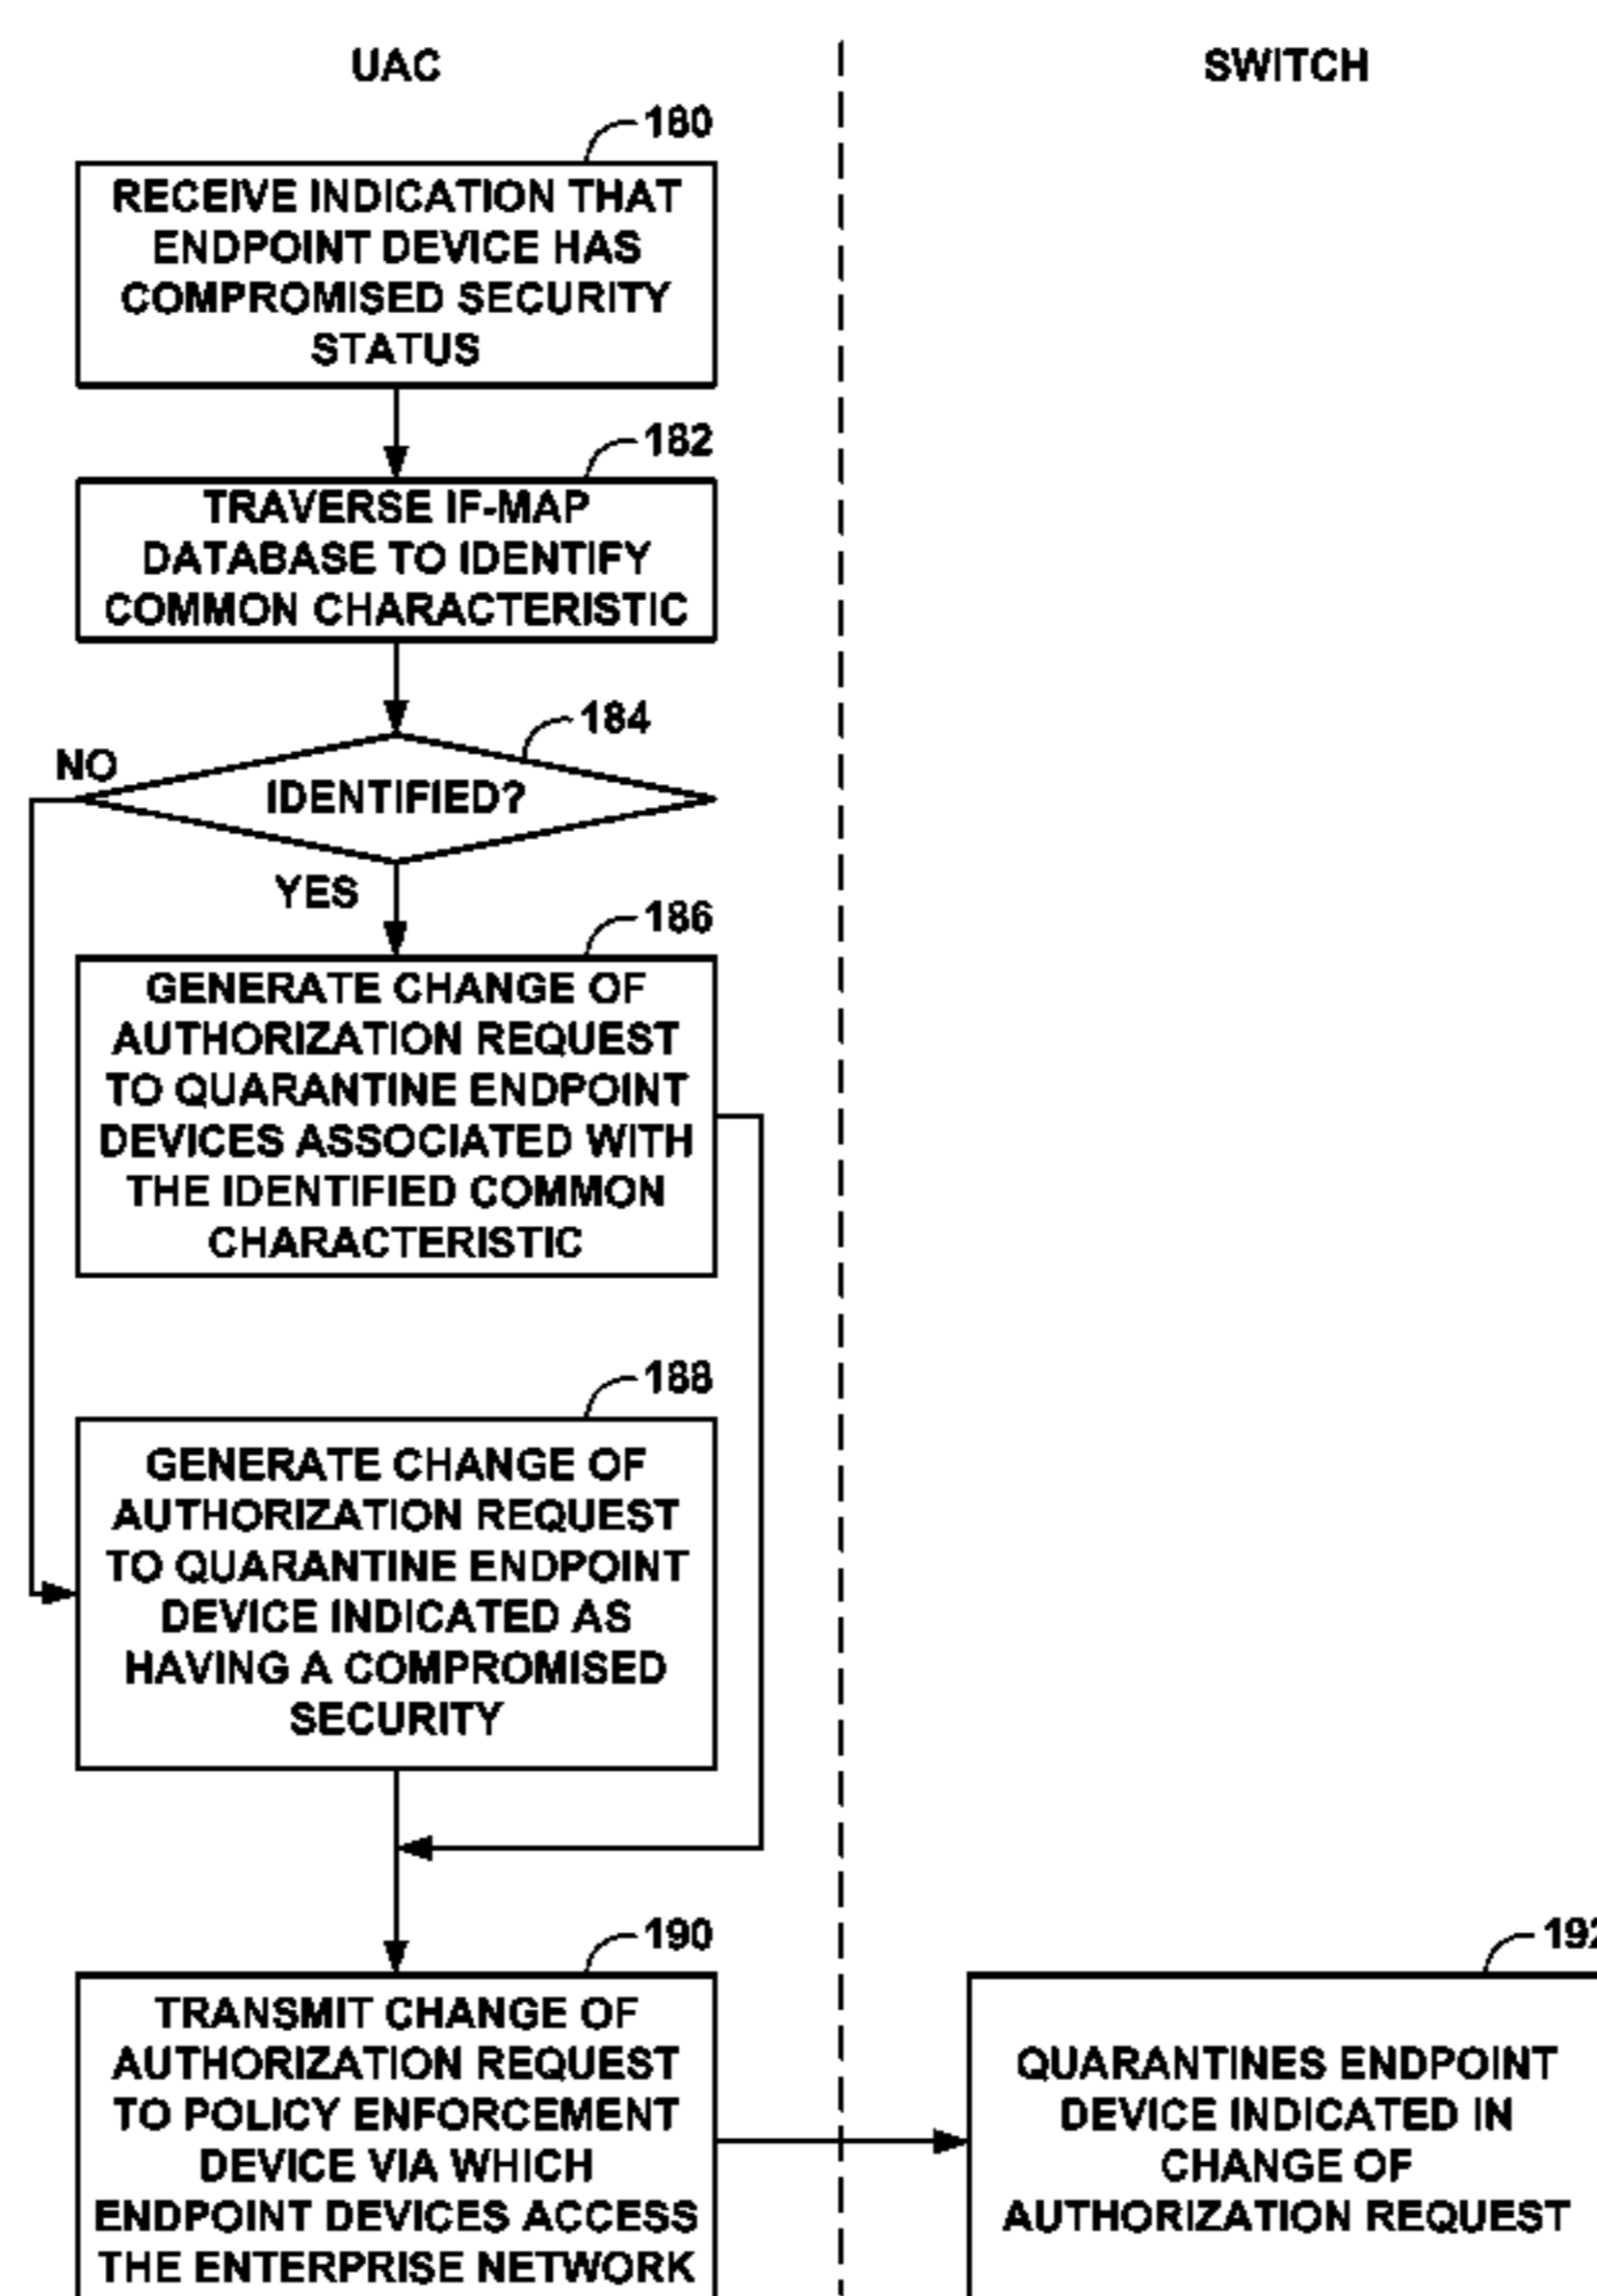 UAC
SWITCH
180
RECEIVE INDICATION THAT
ENDPOINT DEVICE HAS
COMPROMISED SECURITY
STATUS
182
TRAVERSE IF-MAP
DATABASE TO IDENTIFY
COMMON CHARACTERISTIC
184
NO
IDENTIFIED?
YES
186
GENERATE CHANGE OF
AUTHORIZATION REQUEST
TO QUARANTINE ENDPOINT
DEVICES ASSOCIATED WITH
THE IDENTIFIED COMMON
CHARACTERISTIC
188
GENERATE CHANGE OF
AUTHORIZATION REQUEST
TO QUARANTINE ENDPOINT
DEVICE INDICATED AS
HAVING A COMPROMISED
SECURITY
190
TRANSMIT CHANGE OF
AUTHORIZATION REQUEST
TO POLICY ENFORCEMENT
DEVICE VIA WHICH
ENDPOINT DEVICES ACCESS
THE ENTERPRISE NETWORK
192
QUARANTINES ENDPOINT
DEVICE INDICATED IN
CHANGE OF
AUTHORIZATION REQUEST